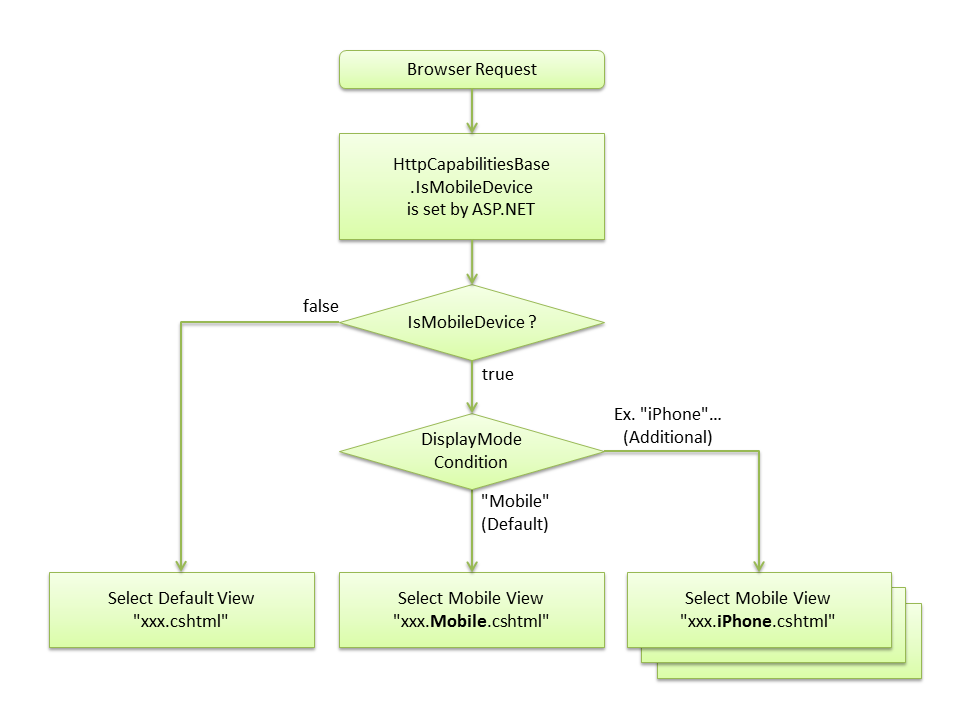 Browser Request
HttpCapabilitiesBase
.IsMobileDevice
is set by ASP.NET
false
IsMobileDevice ?
true
Ex. "iPhone"...
(Additional)
DisplayMode
Condition
"Mobile"
(Default)
Select Default View
"xxx.cshtml"
Select Mobile View
"xxx.Mobile.cshtml"
Select Mobile View
"xxx.iPhone.cshtml"